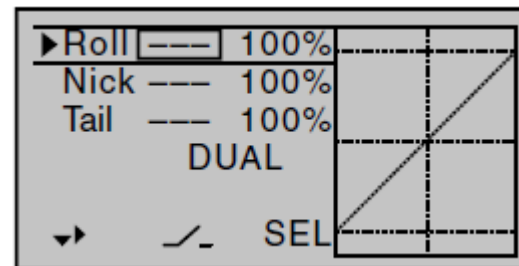 Roll --- 100%
Nick --- 100%
Tail --- 100%
DUAL
SEL